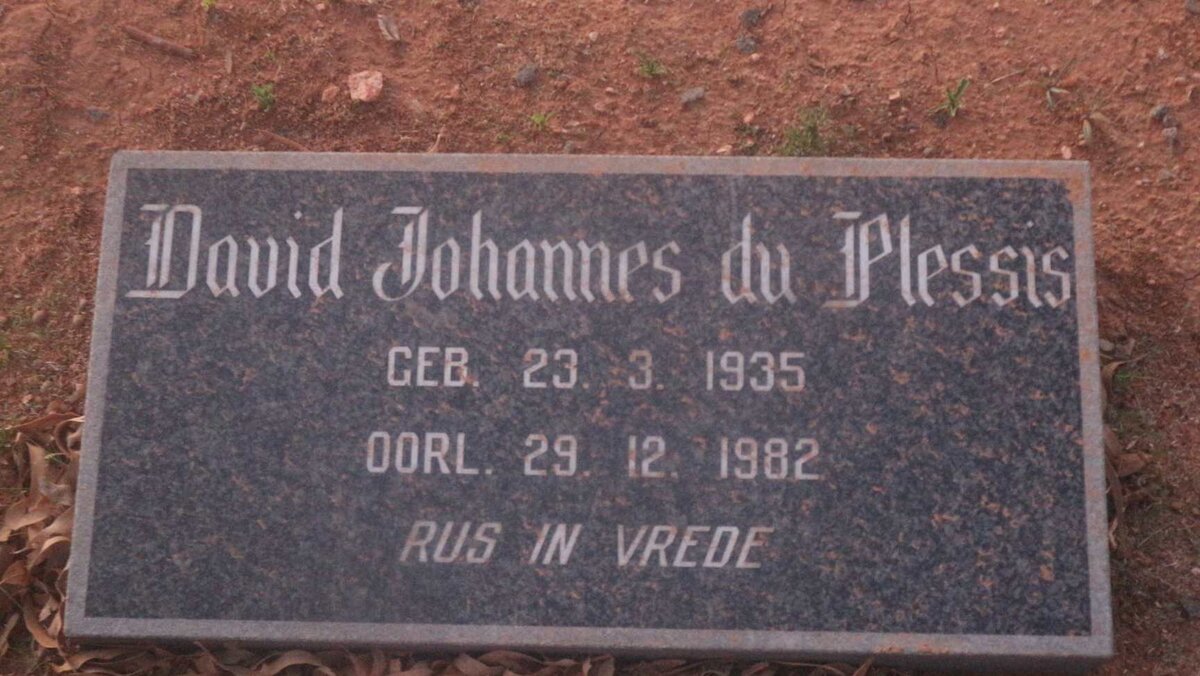 David Johannes du Plessis
GEB. 23. 3. 1935
OORL. 29. 12. 1982
RUS IN VREDE